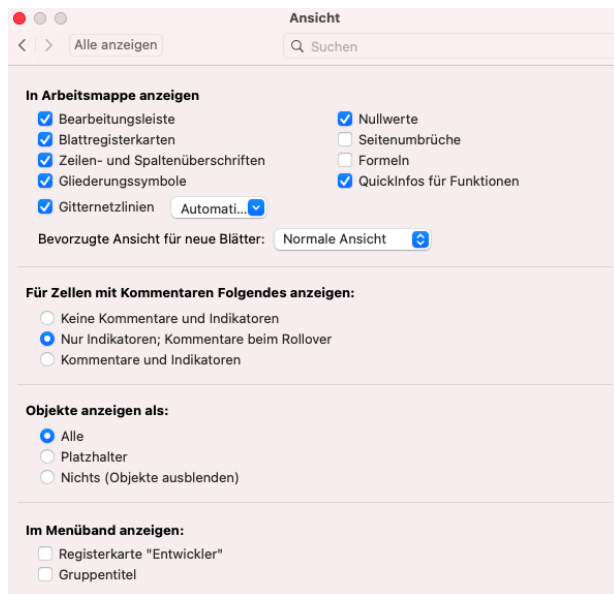 Ansicht
Alle anzeigen
Suchen
In Arbeitsmappe anzeigen
Bearbeitungsleiste
Nullwerte
Blattregisterkarten
Seitenumbrüche
Zeilen- und Spaltenüberschriften
Formeln
Gliederungssymbole
QuickInfos für Funktionen
Gitternetzlinien
Automati...
Bevorzugte Ansicht für neue Blätter: Normale Ansicht
Für Zellen mit Kommentaren Folgendes anzeigen:
Keine Kommentare und Indikatoren
Nur Indikatoren; Kommentare beim Rollover
Kommentare und Indikatoren
Objekte anzeigen als:
Alle
Platzhalter
Nichts (Objekte ausblenden)
Im Menüband anzeigen:
Registerkarte "Entwickler"
Gruppentitel